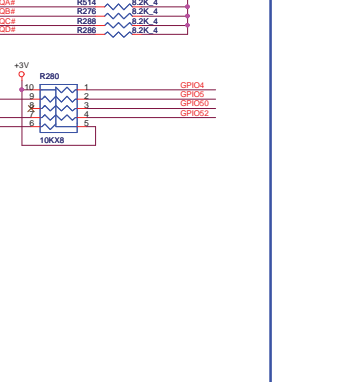 QA# R514 8.2K_4
QB# R276 8.2K_4
QC# R288 8.2K_4
QD# R286 8.2K_4
+3V
R280
10 1 GPIO4
9 2 GPIO5
8 3 GPIO50
7 4 GPIO52
6 5
10KX8